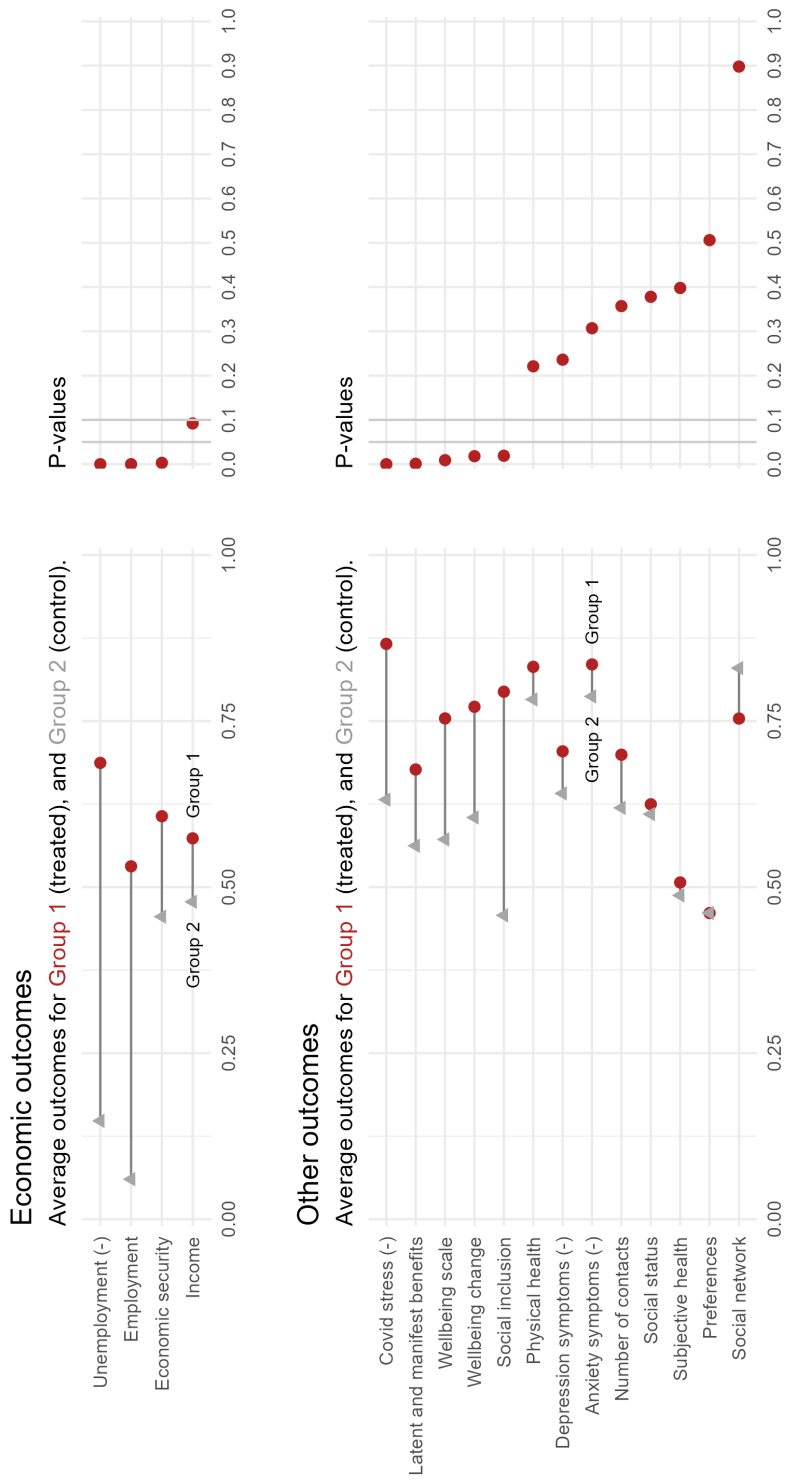 Economic outcomes
Average outcomes for Group 1 (treated), and Group 2 (control).
P-values
Unemployment (-)
Employment
Economic security
Income
Group 2
Group 1
0.00 0.25 0.50 0.75 1.00
0.0 0.1 0.2 0.3 0.4 0.5 0.6 0.7 0.8 0.9 1.0
Other outcomes
Average outcomes for Group 1 (treated), and Group 2 (control).
P-values
Covid stress (-)
Latent and manifest benefits
Wellbeing scale
Wellbeing change
Social inclusion
Physical health
Depression symptoms (-)
Anxiety symptoms (-)
Group 2
Group 1
Number of contacts
Social status
Subjective health
Preferences
Social network
0.00 0.25 0.50 0.75 1.00
0.0 0.1 0.2 0.3 0.4 0.5 0.6 0.7 0.8 0.9 1.0